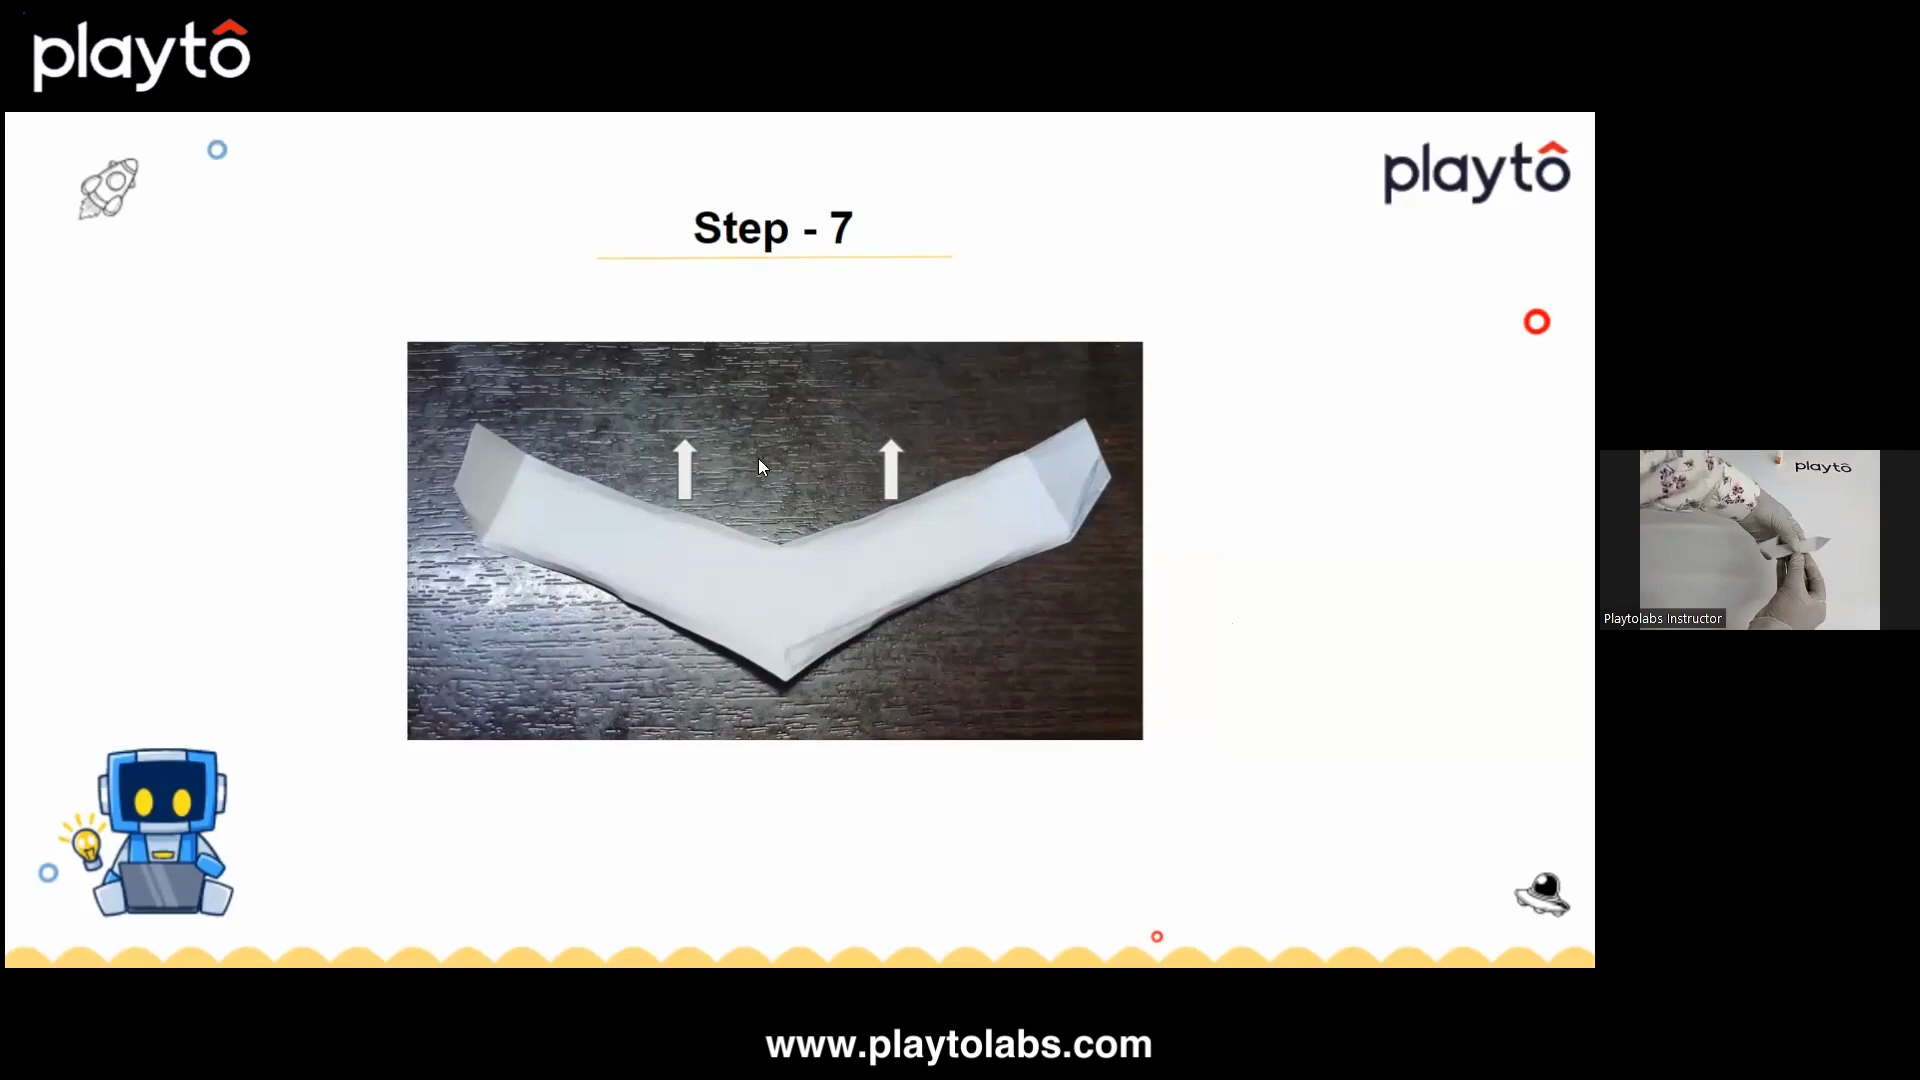 playtô
playtô
Step - 7
playtô
Playtolabs Instructor
www.playtolabs.com